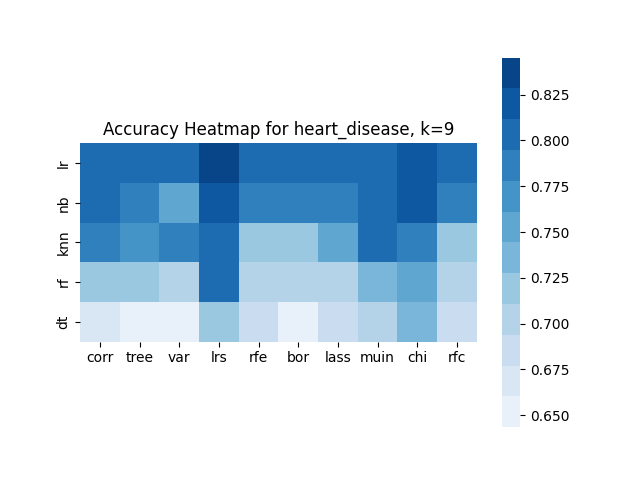 Accuracy Heatmap for heart_disease, k=9
lr
nb
knn
rf
dt
corr tree var lrs rfe bor lass muin chi rfc
0.825
0.800
0.775
0.750
0.725
0.700
0.675
0.650